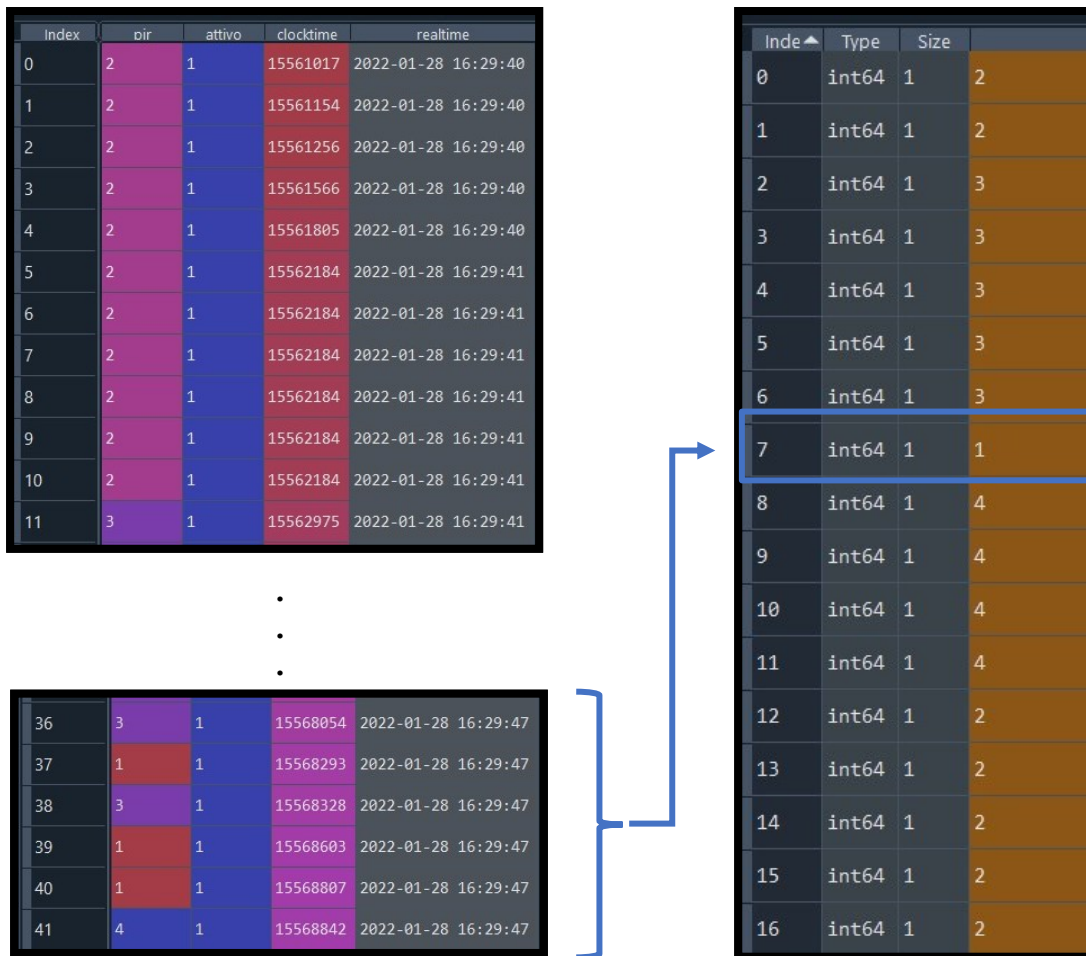 Index pir attivo clocktime realtime
0 2 1 15561017 2022-01-28 16:29:40
1 2 1 15561154 2022-01-28 16:29:40
2 2 1 15561256 2022-01-28 16:29:40
3 2 1 15561566 2022-01-28 16:29:40
4 2 1 15561805 2022-01-28 16:29:40
5 2 1 15562184 2022-01-28 16:29:41
6 2 1 15562184 2022-01-28 16:29:41
7 2 1 15562184 2022-01-28 16:29:41
8 2 1 15562184 2022-01-28 16:29:41
9 2 1 15562184 2022-01-28 16:29:41
10 2 1 15562184 2022-01-28 16:29:41
11 3 1 15562975 2022-01-28 16:29:41
.
.
.
36 3 1 15568054 2022-01-28 16:29:47
37 1 1 15568293 2022-01-28 16:29:47
38 3 1 15568328 2022-01-28 16:29:47
39 1 1 15568603 2022-01-28 16:29:47
40 1 1 15568807 2022-01-28 16:29:47
41 4 1 15568842 2022-01-28 16:29:47
Inde Type Size
0 int64 1 2
1 int64 1 2
2 int64 1 3
3 int64 1 3
4 int64 1 3
5 int64 1 3
6 int64 1 3
7 int64 1 1
8 int64 1 4
9 int64 1 4
10 int64 1 4
11 int64 1 4
12 int64 1 2
13 int64 1 2
14 int64 1 2
15 int64 1 2
16 int64 1 2